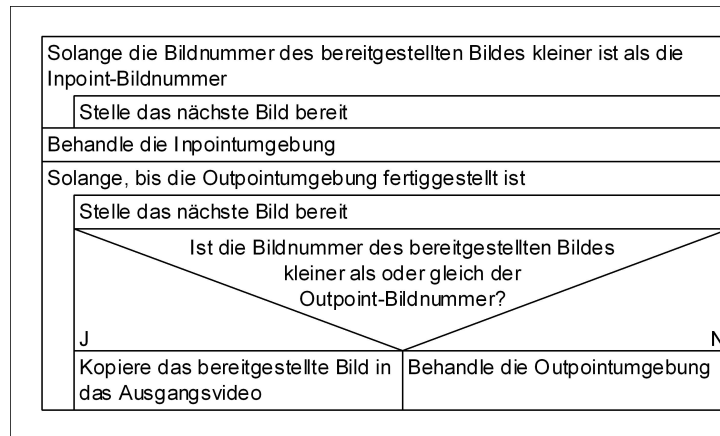 Solange die Bildnummer des bereitgestellten Bildes kleiner ist als die
Inpoint-Bildnummer
Stelle das nächste Bild bereit
Behandle die Inpointumgebung
Solange, bis die Outpointumgebung fertiggestellt ist
Stelle das nächste Bild bereit
Ist die Bildnummer des bereitgestellten Bildes
kleiner als oder gleich der
Outpoint-Bildnummer?
J
N
Kopiere das bereitgestellte Bild in
das Ausgangsvideo
Behandle die Outpointumgebung